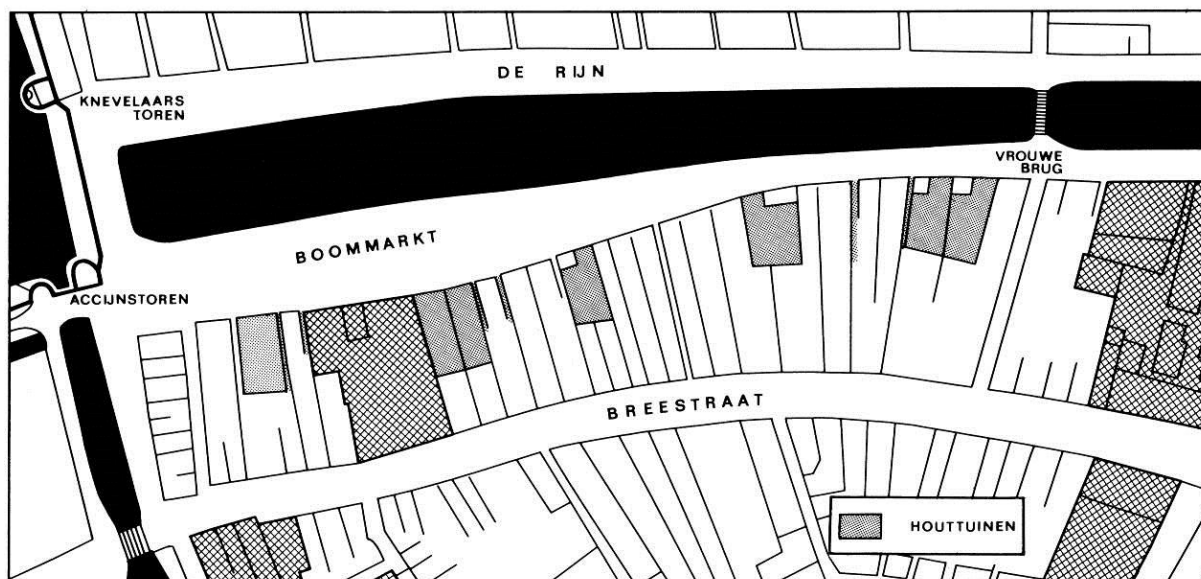 DE RIJN
KNEVELAARS
TOREN
VROUWE
BRUG
BOOMMARKT
ACCIJNSTOREN
BREESTRAAT
HOUTTUINEN